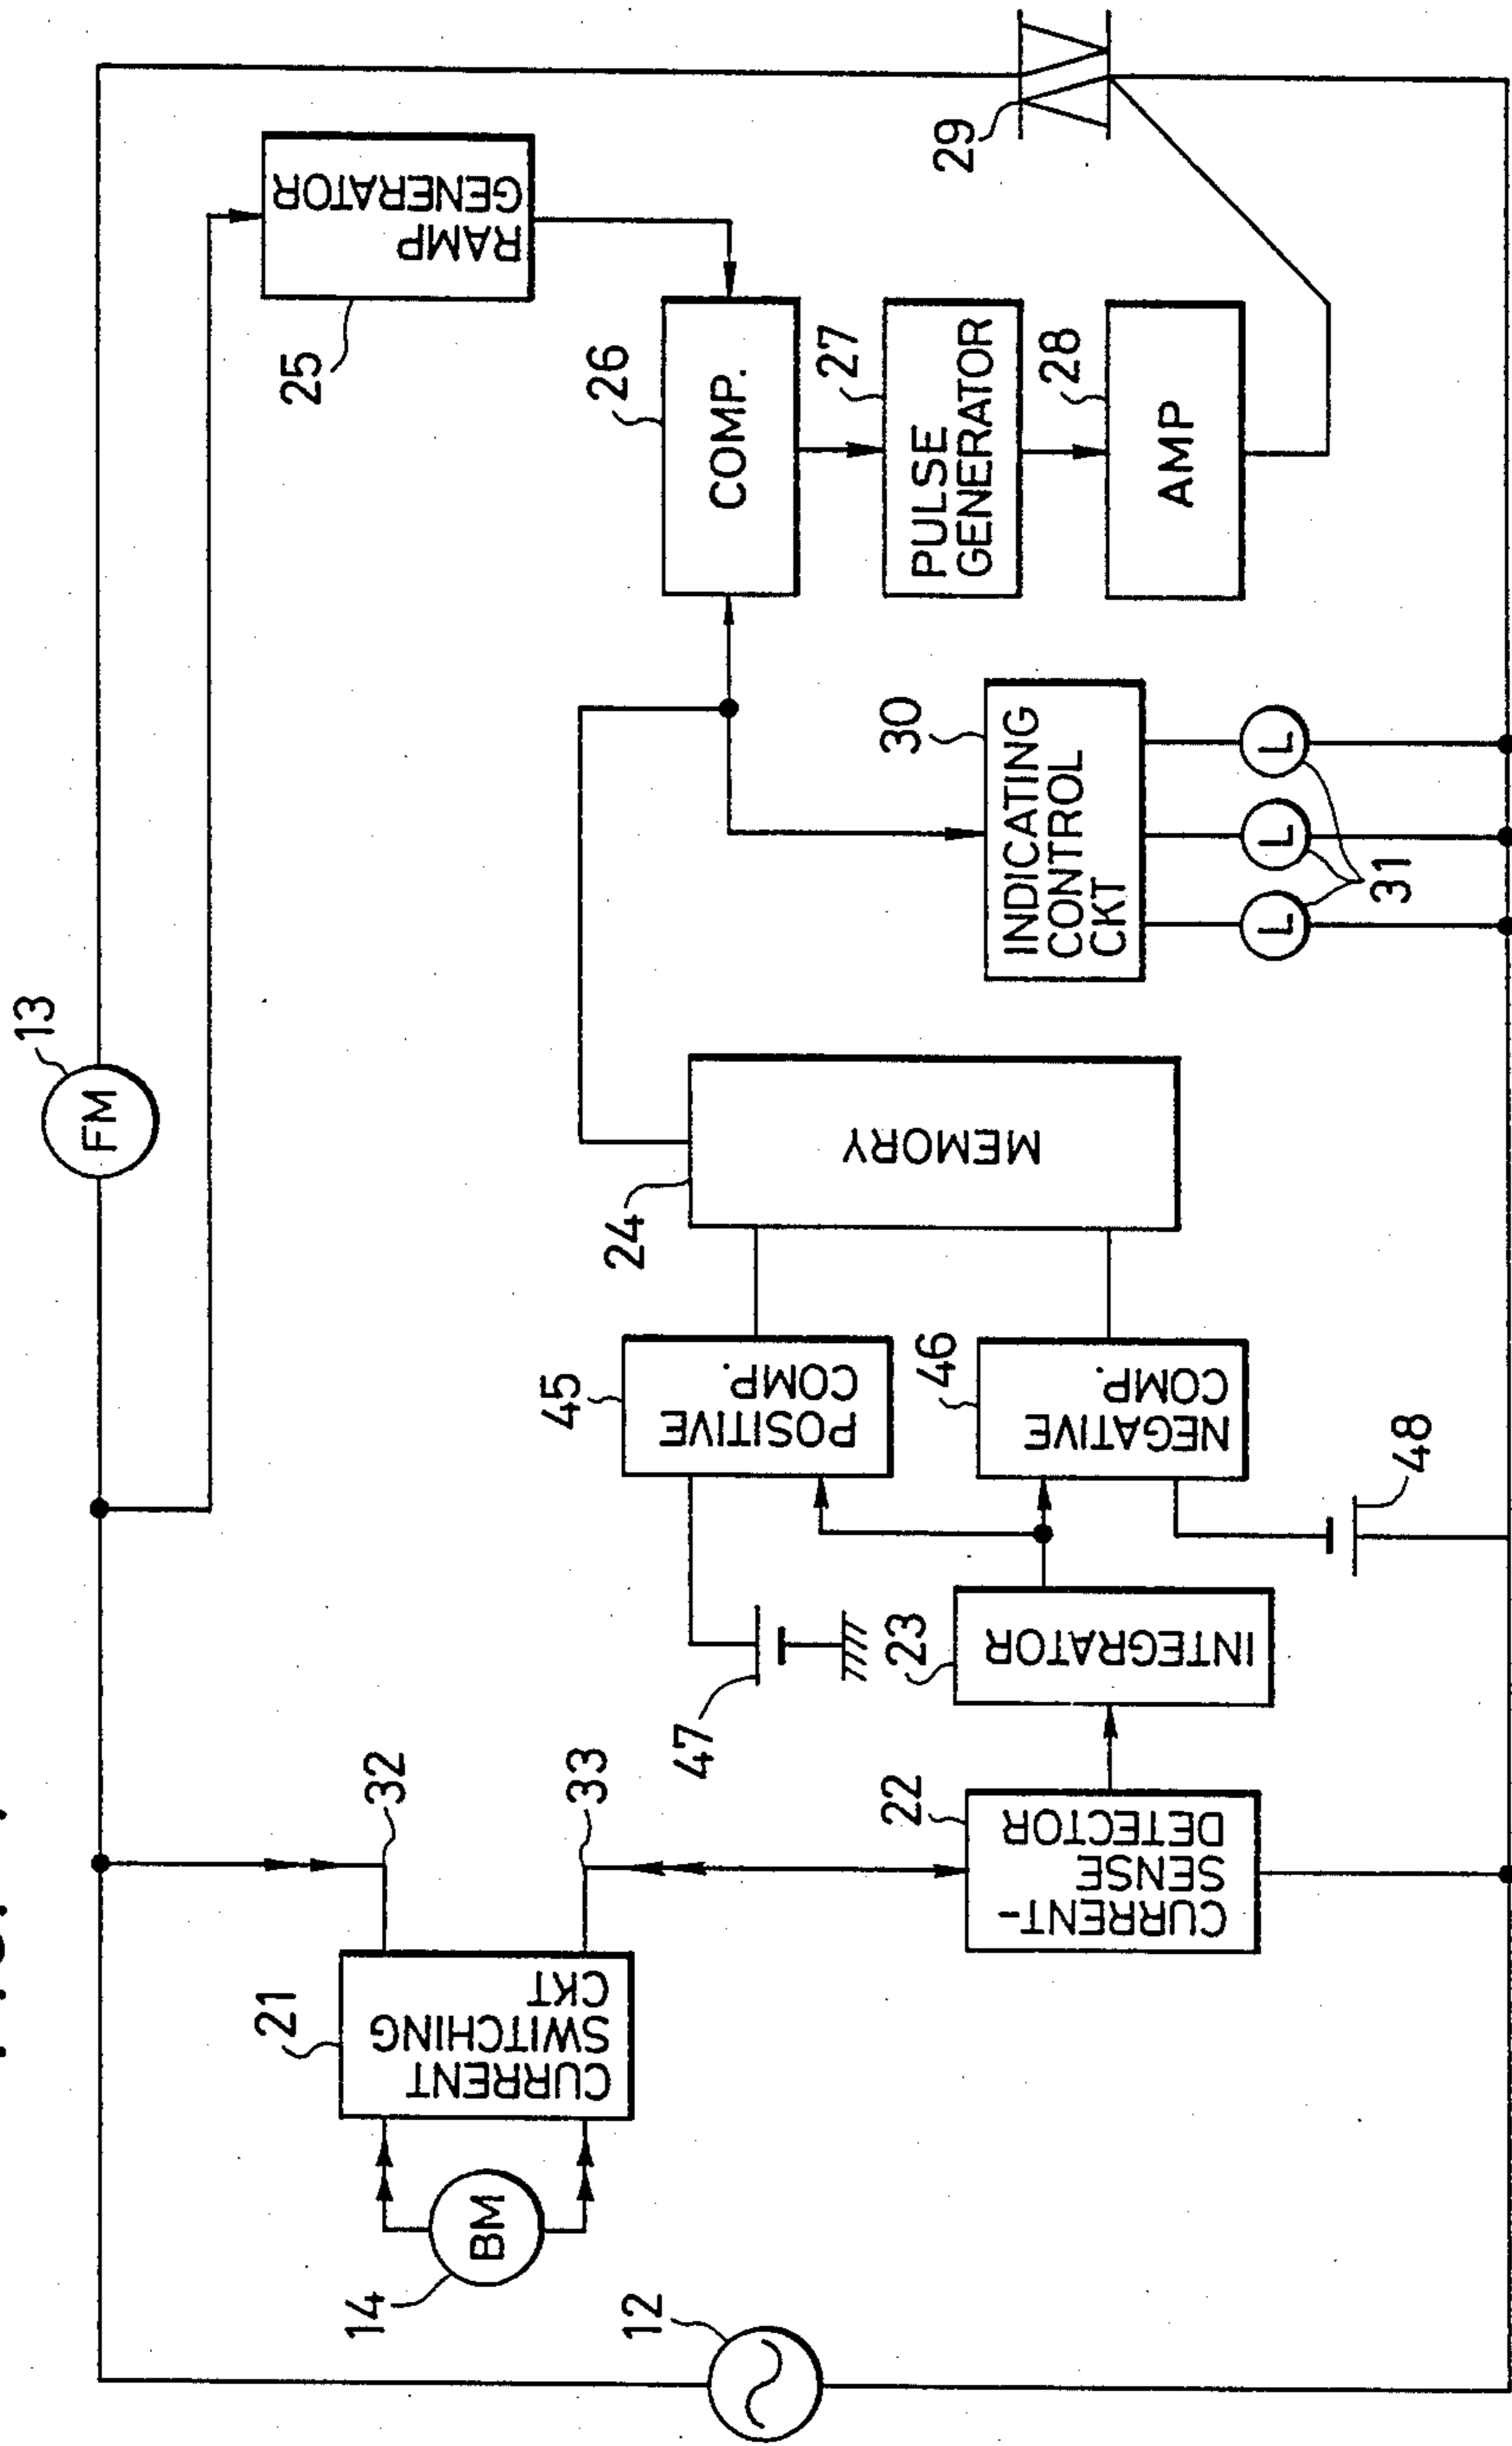 13
FM
RAMP
GENERATOR
25
26
COMP.
27
PULSE
GENERATOR
28
AMP
29
30
INDICATING
CONTROL
CKT
L
L
L
31
24
MEMORY
45
POSITIVE
COMP.
46
NEGATIVE
COMP.
47
48
23
INTEGRATOR
22
CURRENT-
SENSE
DETECTOR
32
33
21
CURRENT
SWITCHING
CKT
14
BM
12